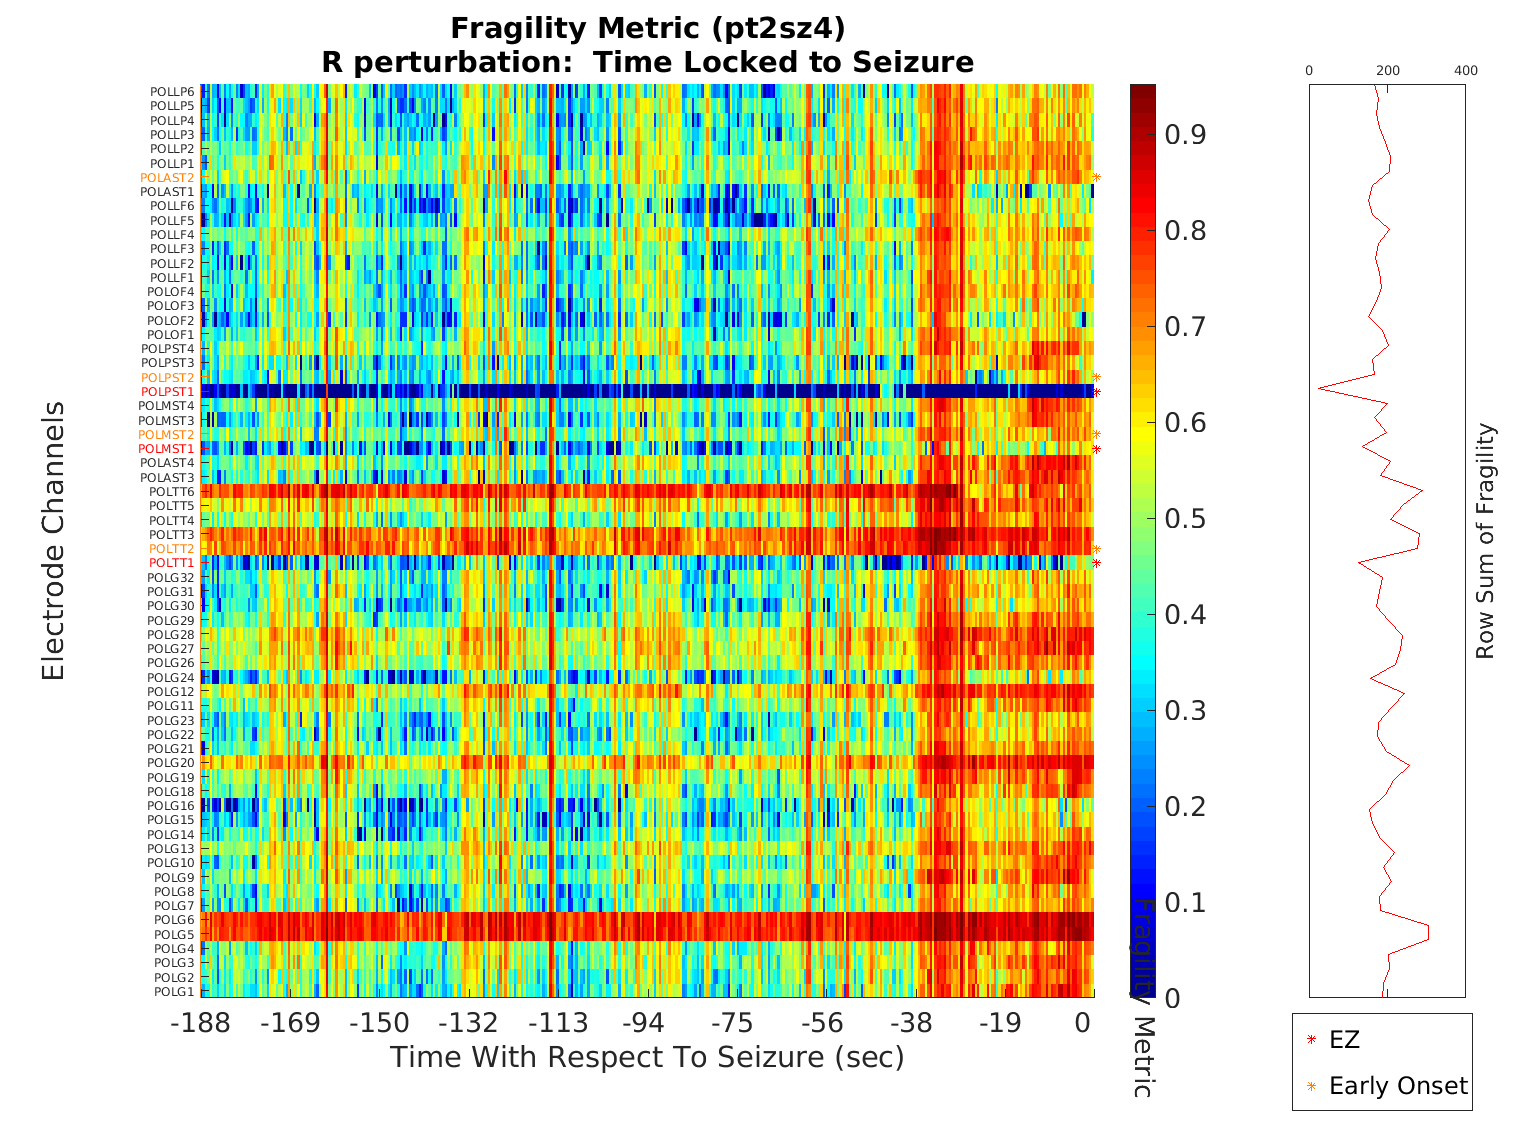 Fragility Metric (pt2sz4)
R perturbation:  Time Locked to Seizure
Electrode Channels
POLLP6
POLLP5
POLLP4
POLLP3
POLLP2
POLLP1
POLAST2
POLAST1
POLLF6
POLLF5
POLLF4
POLLF3
POLLF2
POLLF1
POLOF4
POLOF3
POLOF2
POLOF1
POLPST4
POLPST3
POLPST2
POLPST1
POLMST4
POLMST3
POLMST2
POLMST1
POLAST4
POLAST3
POLTT6
POLTT5
POLTT4
POLTT3
POLTT2
POLTT1
POLG32
POLG31
POLG30
POLG29
POLG28
POLG27
POLG26
POLG24
POLG12
POLG11
POLG23
POLG22
POLG21
POLG20
POLG19
POLG18
POLG16
POLG15
POLG14
POLG13
POLG10
POLG9
POLG8
POLG7
POLG6
POLG5
POLG4
POLG3
POLG2
POLG1
-188 -169 -150 -132 -113 -94 -75 -56 -38 -19 0
Time With Respect To Seizure (sec)
0.9
0.8
0.7
0.6
0.5
0.4
0.3
0.2
0.1
0
Fragility Metric
0 200 400
Row Sum of Fragility
EZ
Early Onset